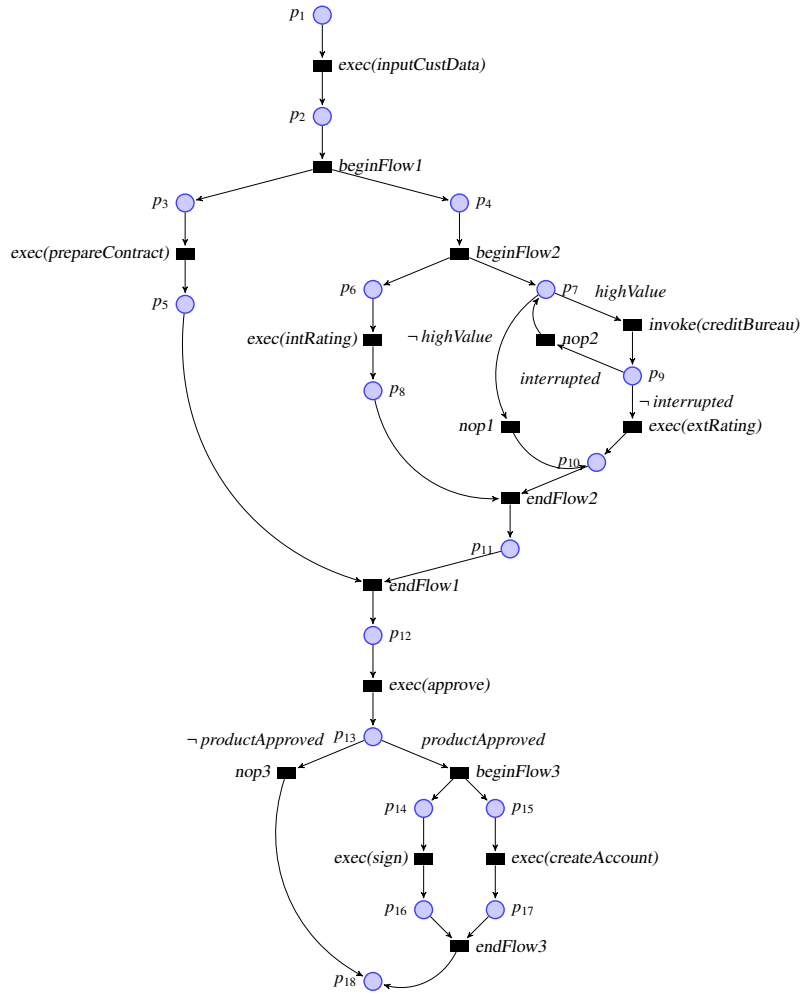 p1
exec(inputCustData)
p2
beginFlow1
p3
p4
exec(prepareContract)
beginFlow2
p5
p6
p7
highValue
exec(intRating)
¬ highValue
nop2
invoke(creditBureau)
interrupted
p9
p8
¬ interrupted
nop1
exec(extRating)
p10
endFlow2
p11
endFlow1
p12
exec(approve)
¬ productApproved
p13
productApproved
nop3
beginFlow3
p14
p15
exec(sign)
exec(createAccount)
p16
p17
endFlow3
p18